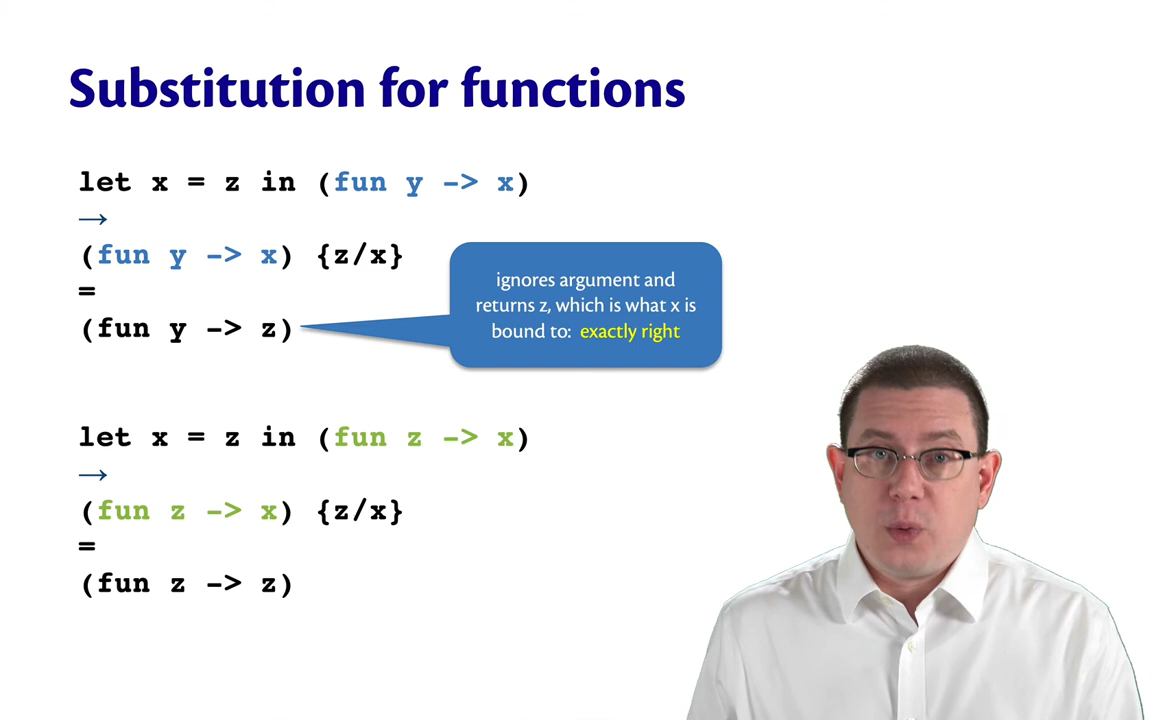 Substitution for functions
let x = z in (fun y -> x)
→
(fun y -> x) {z/x}
=
(fun y -> z)
ignores argument and
returns z, which is what x is
bound to: exactly right
let x = z in (fun z -> x)
→
(fun z -> x) {z/x}
=
(fun z -> z)